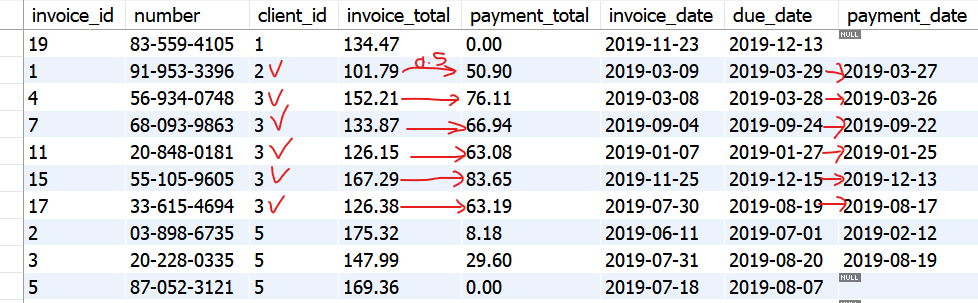 invoice_id number client_id invoice_total payment_total invoice_date due_date payment_date
19 83-559-4105 1 134.47 0.00 2019-11-23 2019-12-13 NULL
0.5
1 91-953-3396 2 101.79 50.90 2019-03-09 2019-03-29 2019-03-27
4 56-934-0748 3 152.21 76.11 2019-03-08 2019-03-28 2019-03-26
7 68-093-9863 3 133.87 66.94 2019-09-04 2019-09-24 2019-09-22
11 20-848-0181 3 126.15 63.08 2019-01-07 2019-01-27 2019-01-25
15 55-105-9605 3 167.29 83.65 2019-11-25 2019-12-15 2019-12-13
17 33-615-4694 3 126.38 63.19 2019-07-30 2019-08-19 2019-08-17
2 03-898-6735 5 175.32 8.18 2019-06-11 2019-07-01 2019-02-12
3 20-228-0335 5 147.99 29.60 2019-07-31 2019-08-20 2019-08-19
5 87-052-3121 5 169.36 0.00 2019-07-18 2019-08-07 NULL